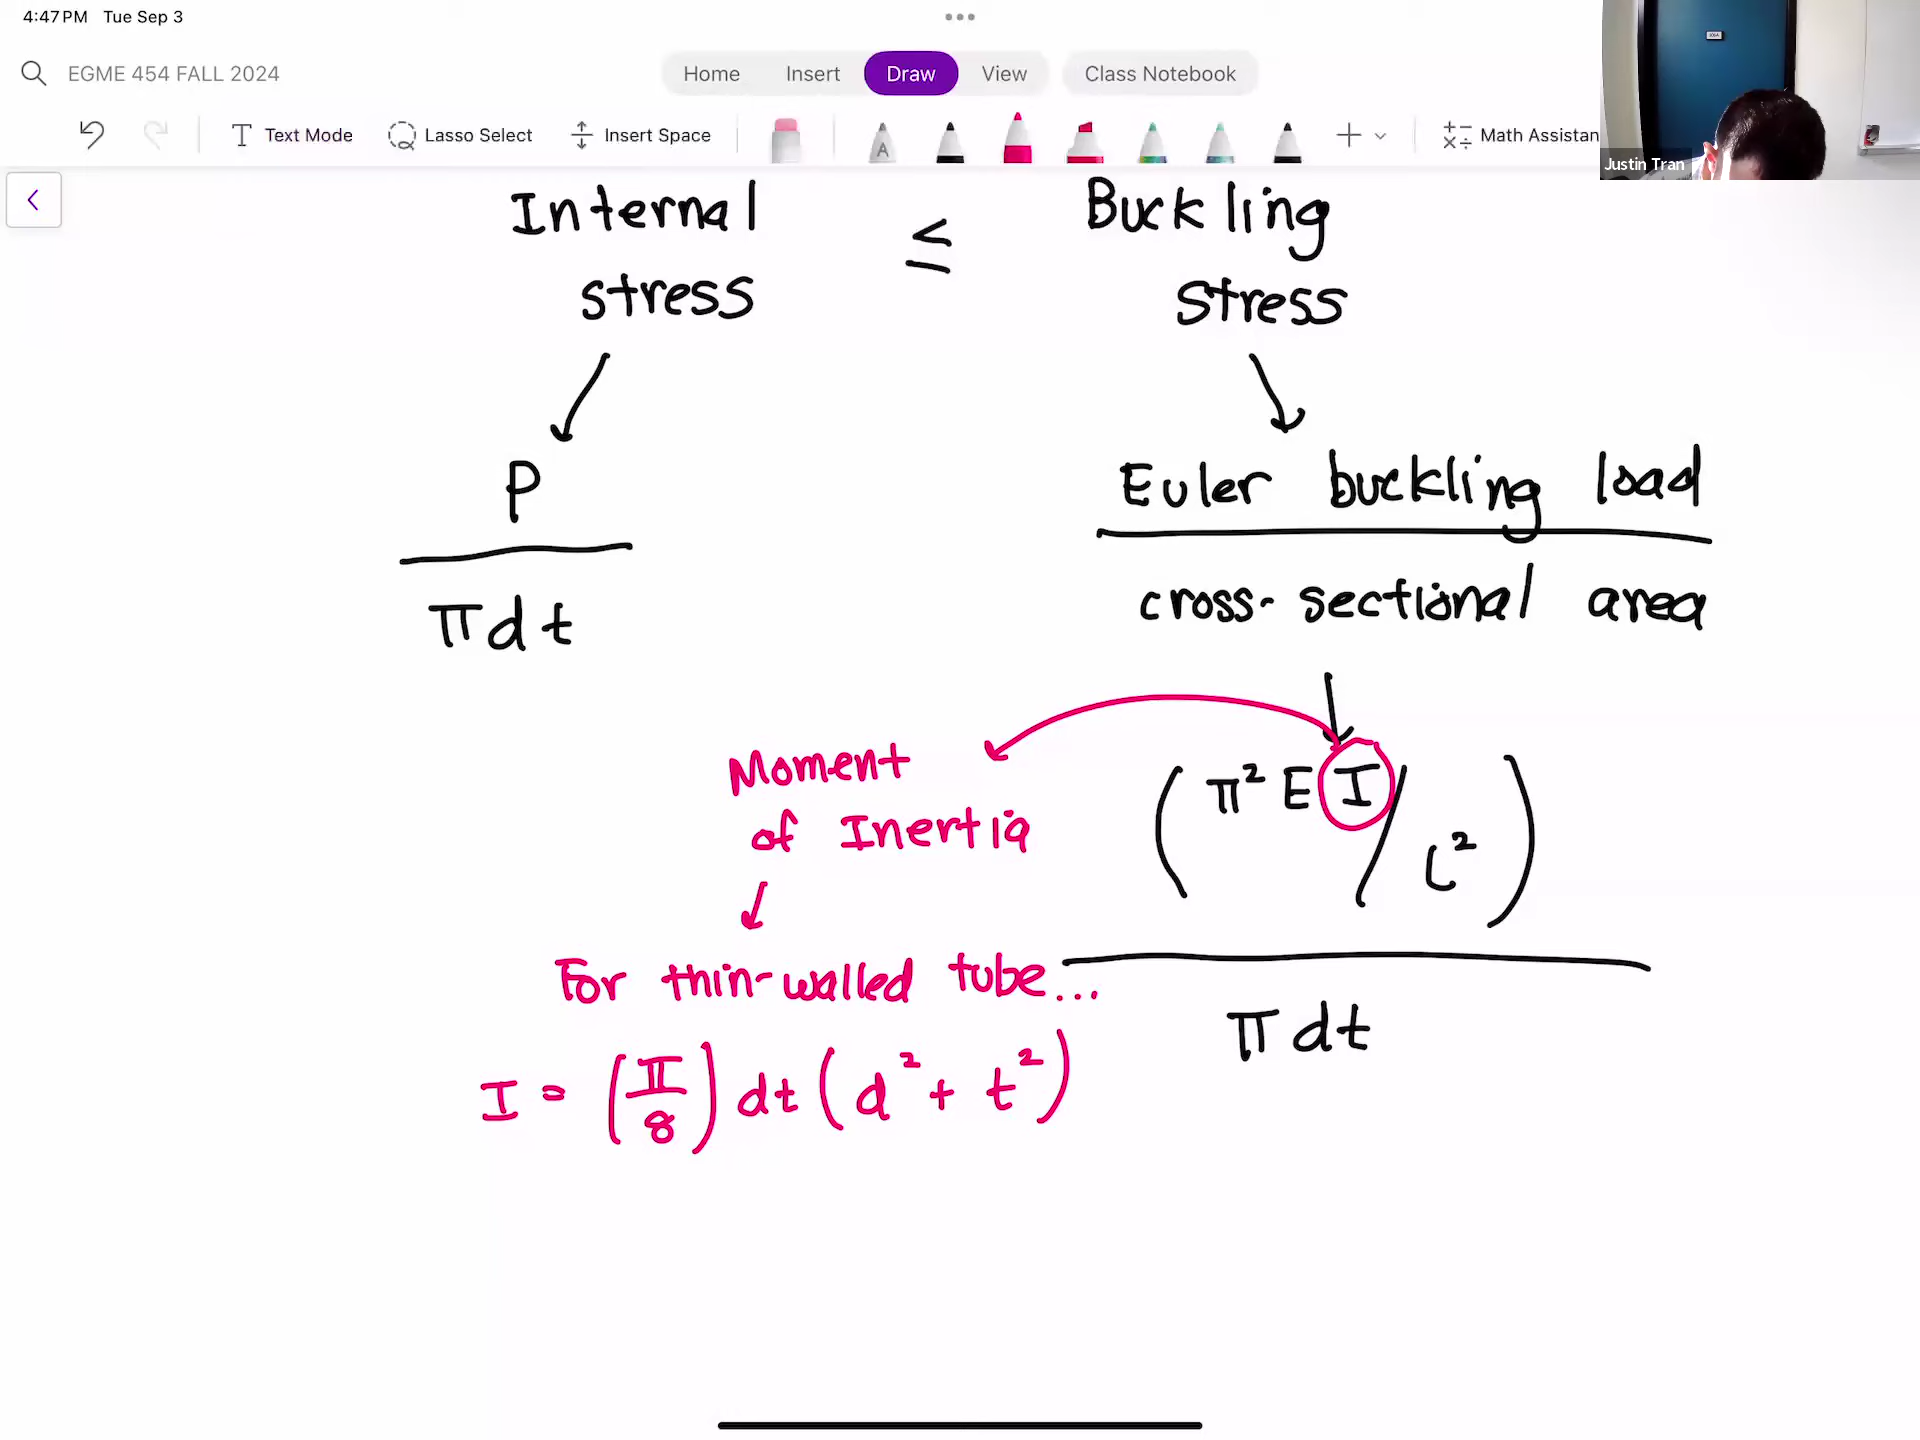 4:47 PM Tue Sep 3
EGME 454 FALL 2024
Home Insert Draw View Class Notebook
Text Mode Lasso Select Insert Space A Math Assistan
Justin Tran
Internal
stress
≤
Buckling
stress
P
πdt
Euler buckling load
cross-sectional area
Moment
of Inertia
(π² E I / L²)
πdt
For thin-walled tube...
I = (π/8) dt (d² + t²)